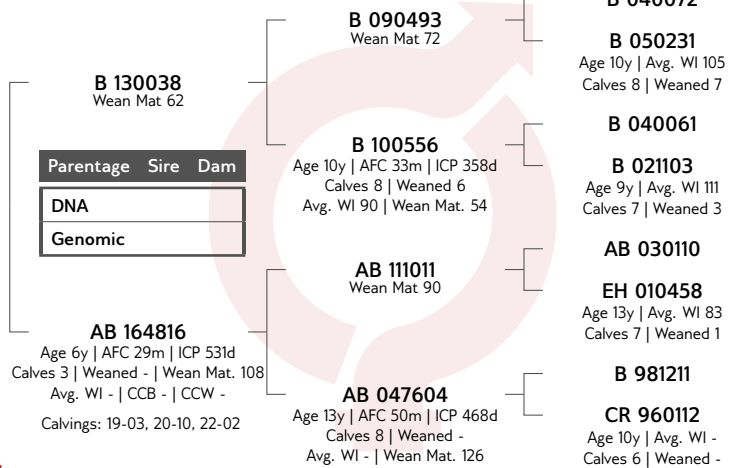 B 130038
Wean Mat 62
Parentage Sire Dam
DNA
Genomic
AB 164816
Age 6y | AFC 29m | ICP 531d
Calves 3 | Weaned - | Wean Mat. 108
Avg. WI - | CCB - | CCW -
Calvings: 19-03, 20-10, 22-02
B 090493
Wean Mat 72
B 100556
Age 10y | AFC 33m | ICP 358d
Calves 8 | Weaned 6
Avg. WI 90 | Wean Mat. 54
AB 111011
Wean Mat 90
AB 047604
Age 13y | AFC 50m | ICP 468d
Calves 8 | Weaned -
Avg. WI - | Wean Mat. 126
B 040072
B 050231
Age 10y | Avg. WI 105
Calves 8 | Weaned 7
B 040061
B 021103
Age 9y | Avg. WI 111
Calves 7 | Weaned 3
AB 030110
EH 010458
Age 13y | Avg. WI 83
Calves 7 | Weaned 1
B 981211
CR 960112
Age 10y | Avg. WI -
Calves 6 | Weaned -